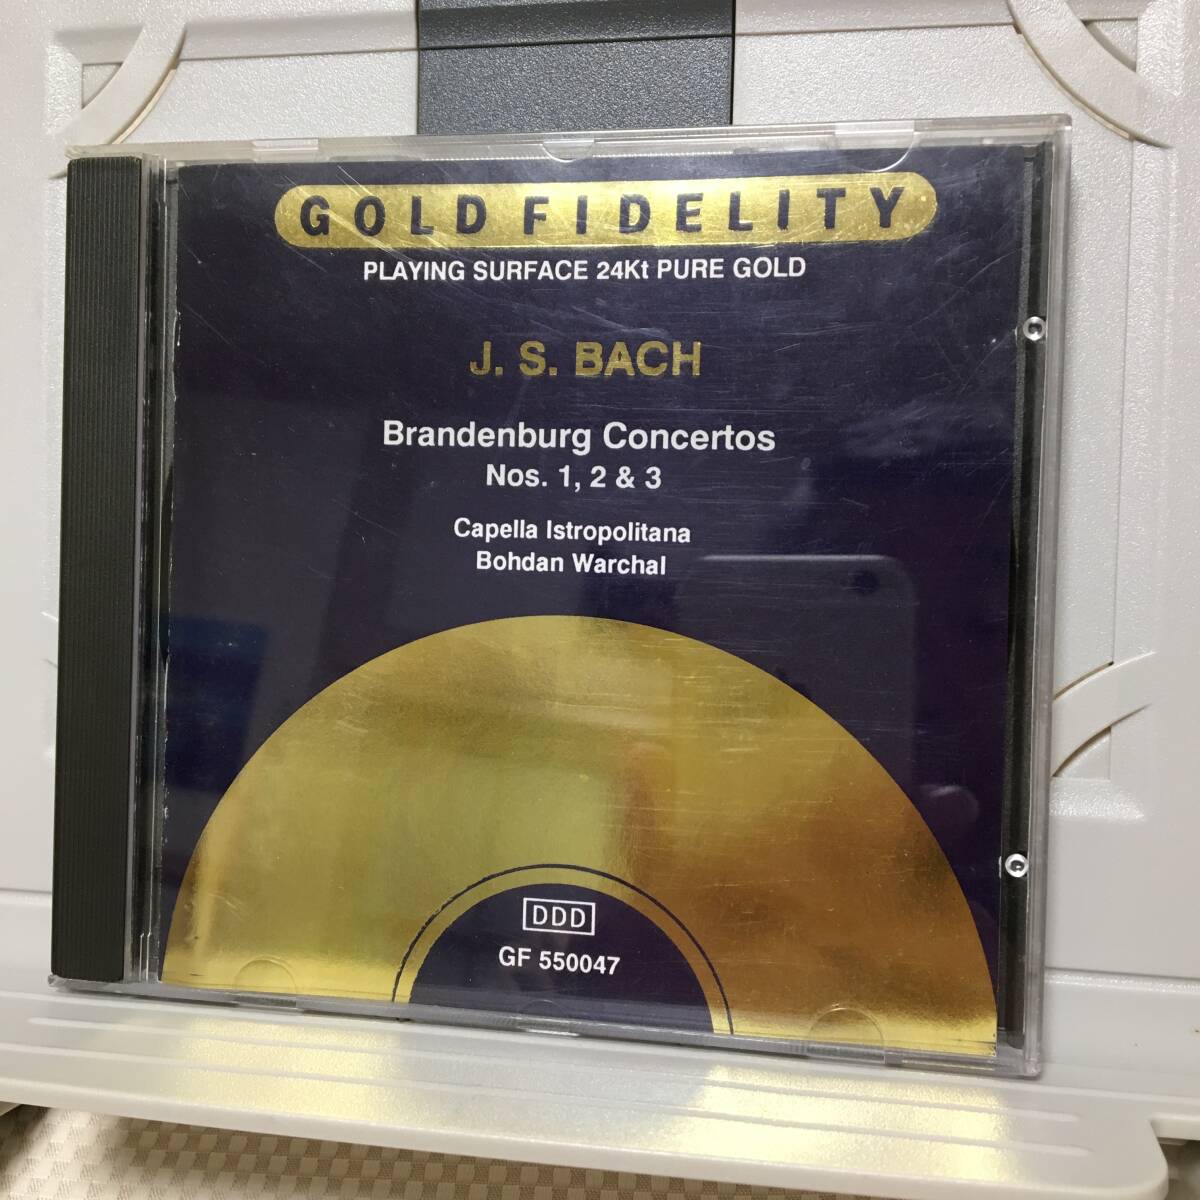 GOLD FIDELITY
PLAYING SURFACE 24Kt PURE GOLD
J. S. BACH
Brandenburg Concertos
Nos. 1, 2 & 3
Capella Istropolitana
Bohdan Warchal
DDD
GF 550047